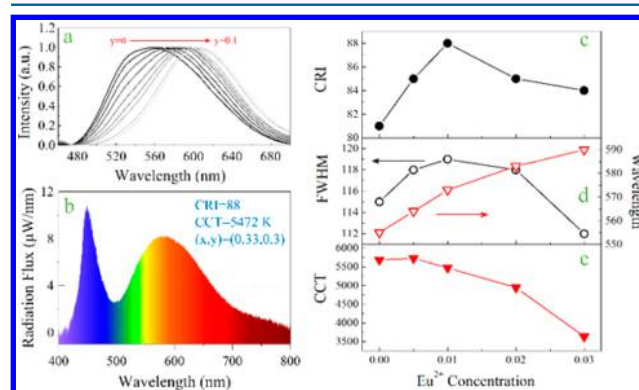 a
y=0
y=0.1
Intensity (a.u.)
1.0
0.8
0.6
0.4
0.2
0.0
480 520 560 600 640 680
Wavelength (nm)
b
CRI=88
CCT=5472 K
(x,y)=(0.33,0.3)
Radiation Flux (μW/nm)
12
8
4
0
400 500 600 700 800
Wavelength (nm)
c
CRI
88
86
84
82
80
d
FWHM
120
118
116
114
112
Wavelength
590
580
570
560
550
e
CCT
6000
5500
5000
4500
4000
3500
0.00 0.01 0.02 0.03
Eu²⁺ Concentration